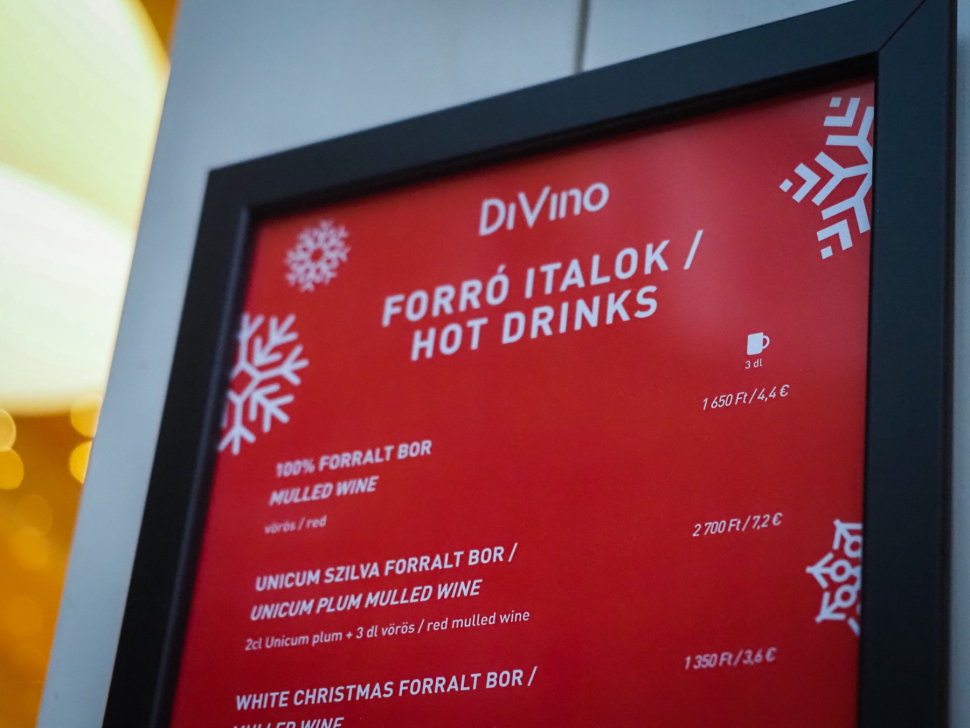 DiVino
FORRÓ ITALOK /
HOT DRINKS
3 dl
1 650 Ft / 4,4 €
100% FORRALT BOR
MULLED WINE
vörös / red
2 700 Ft / 7,2 €
UNICUM SZILVA FORRALT BOR /
UNICUM PLUM MULLED WINE
2cl Unicum plum + 3 dl vörös / red mulled wine
1 350 Ft / 3,6 €
WHITE CHRISTMAS FORRALT BOR /
MULLED WINE